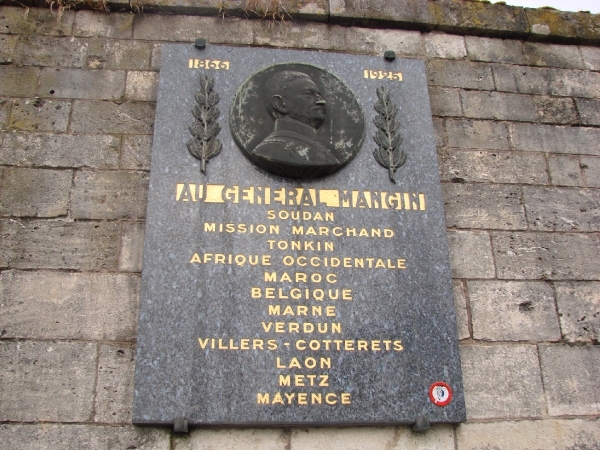 1866 1925
AU GENERAL MANGIN
SOUDAN
MISSION MARCHAND
TONKIN
AFRIQUE OCCIDENTALE
MAROC
BELGIQUE
MARNE
VERDUN
VILLERS-COTTERETS
LAON
METZ
MAYENCE